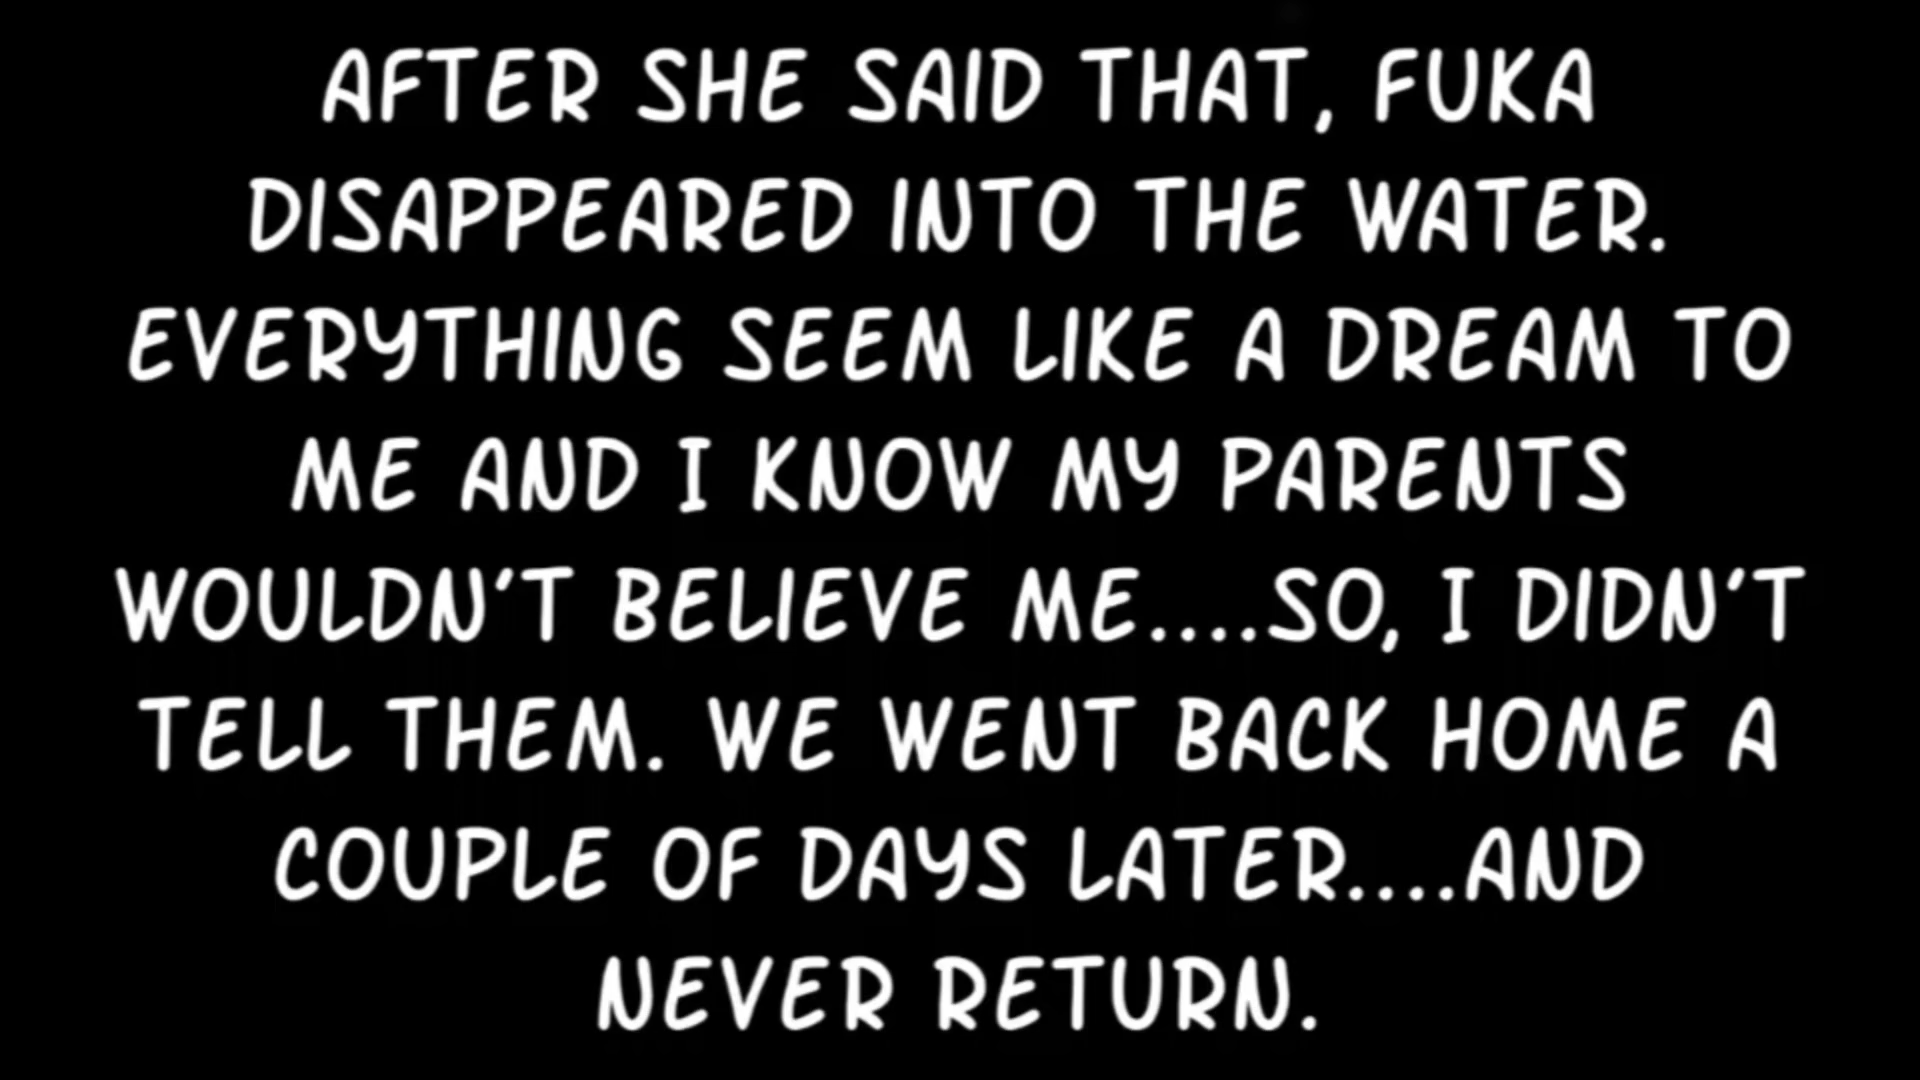 AFTER SHE SAID THAT, FUKA
DISAPPEARED INTO THE WATER.
EVERYTHING SEEM LIKE A DREAM TO
ME AND I KNOW MY PARENTS
WOULDN'T BELIEVE ME....SO, I DIDN'T
TELL THEM. WE WENT BACK HOME A
COUPLE OF DAYS LATER....AND
NEVER RETURN.